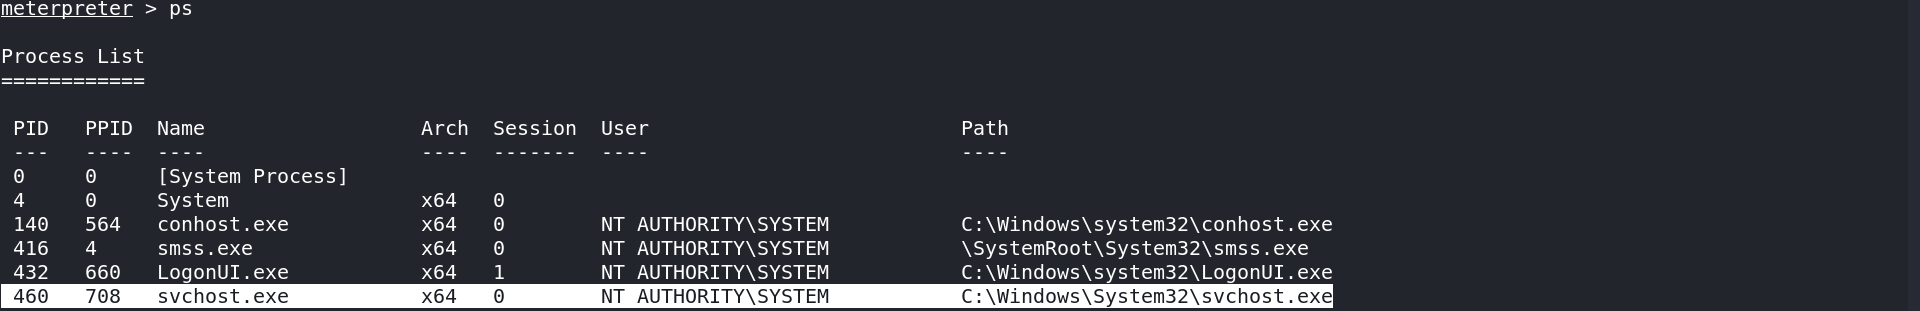 meterpreter > ps
Process List
============
PID   PPID  Name                  Arch  Session  User                          Path
---   ----  ----                  ----  -------  ----                          ----
0     0     [System Process]
4     0     System                x64   0
140   564   conhost.exe           x64   0        NT AUTHORITY\SYSTEM           C:\Windows\system32\conhost.exe
416   4     smss.exe              x64   0        NT AUTHORITY\SYSTEM           \SystemRoot\System32\smss.exe
432   660   LogonUI.exe           x64   1        NT AUTHORITY\SYSTEM           C:\Windows\system32\LogonUI.exe
460   708   svchost.exe           x64   0        NT AUTHORITY\SYSTEM           C:\Windows\System32\svchost.exe